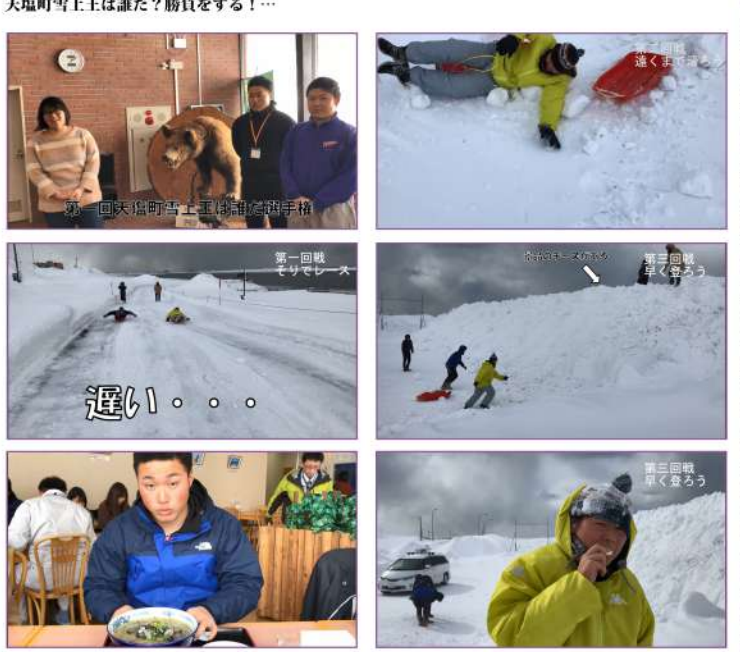 天塩町雪上王は誰だ？勝負をする！…
第一回天塩町雪上王は誰だ選手権
第二回戦
遠くまで滑ろう
第一回戦
そりでレース
遅い・・・
第三回戦
早く登ろう
第三回戦
早く登ろう